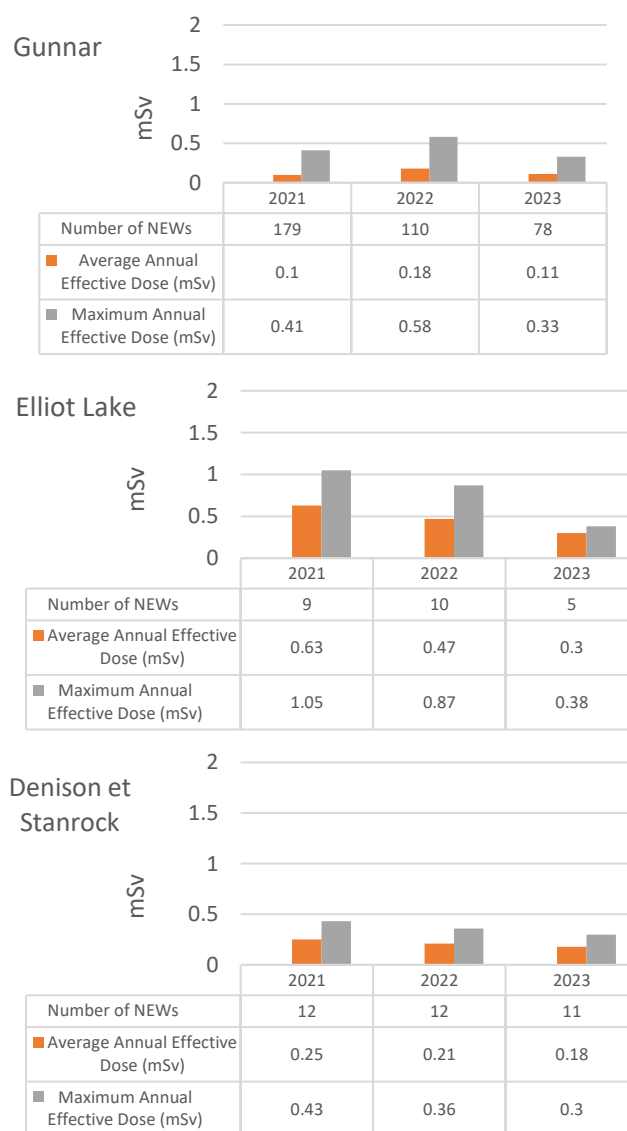 Gunnar
2
1.5
1
0.5
0
mSv
2021 2022 2023
Number of NEWs 179 110 78
Average Annual
Effective Dose (mSv) 0.1 0.18 0.11
Maximum Annual
Effective Dose (mSv) 0.41 0.58 0.33
Elliot Lake
2
1.5
1
0.5
0
mSv
2021 2022 2023
Number of NEWs 9 10 5
Average Annual Effective
Dose (mSv) 0.63 0.47 0.3
Maximum Annual
Effective Dose (mSv) 1.05 0.87 0.38
Denison et
Stanrock
2
1.5
1
0.5
0
mSv
2021 2022 2023
Number of NEWs 12 12 11
Average Annual Effective
Dose (mSv) 0.25 0.21 0.18
Maximum Annual
Effective Dose (mSv) 0.43 0.36 0.3